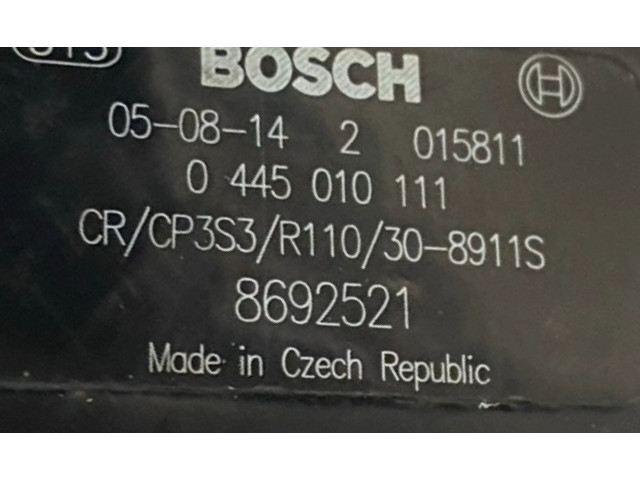 BOSCH
05-08-14 2 015811
0 445 010 111
CR/CP3S3/R110/30-8911S
8692521
Made in Czech Republic